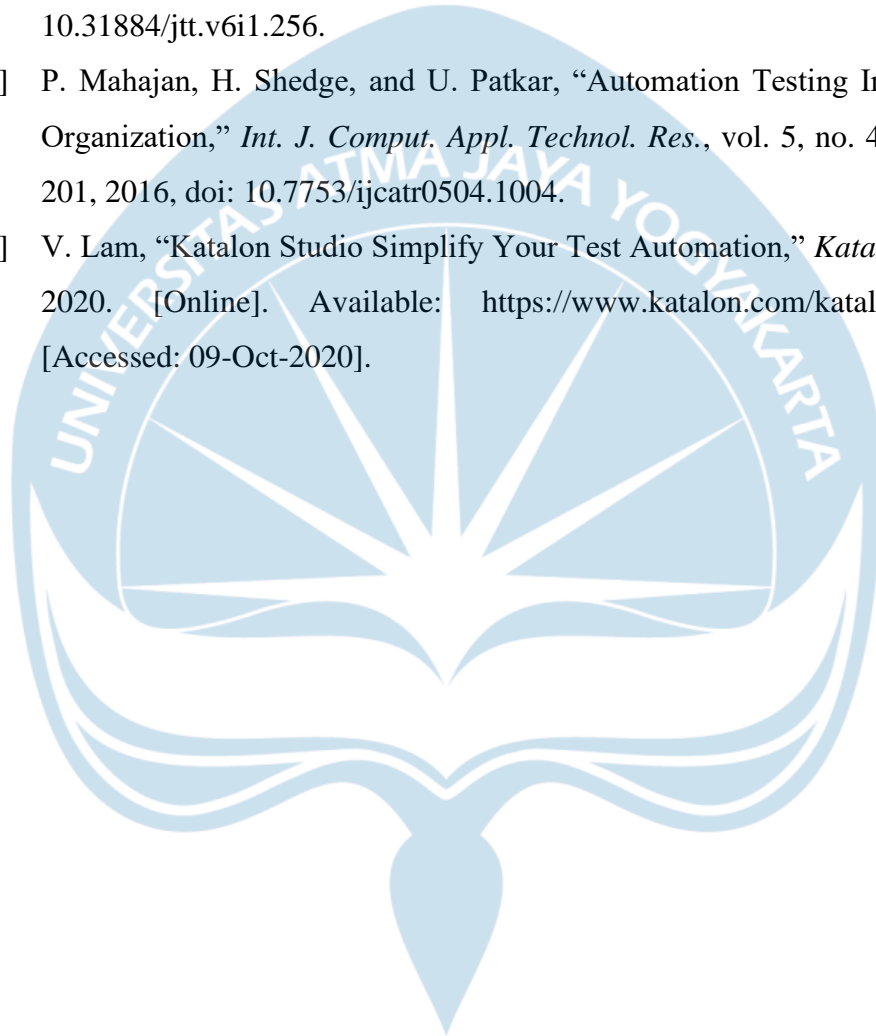 10.31884/jtt.v6i1.256.
] P. Mahajan, H. Shedge, and U. Patkar, “Automation Testing In
Organization,” Int. J. Comput. Appl. Technol. Res., vol. 5, no. 4
201, 2016, doi: 10.7753/ijcatr0504.1004.
] V. Lam, “Katalon Studio Simplify Your Test Automation,” Kata
2020. [Online]. Available: https://www.katalon.com/katal
[Accessed: 09-Oct-2020].
UNIVERSITAS ATMA JAYA YOGYAKARTA